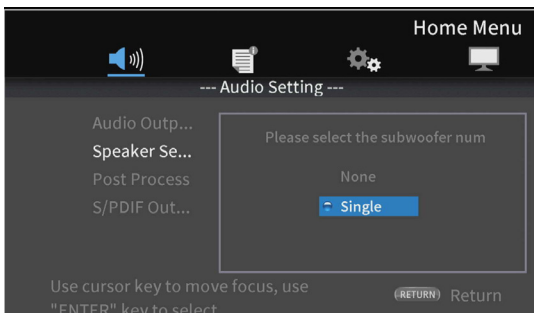 Home Menu
--- Audio Setting ---
Audio Outp...
Speaker Se...
Post Process
S/PDIF Out...
Please select the subwoofer num
None
Single
Use cursor key to move focus, use
"ENTER" key to select
RETURN Return